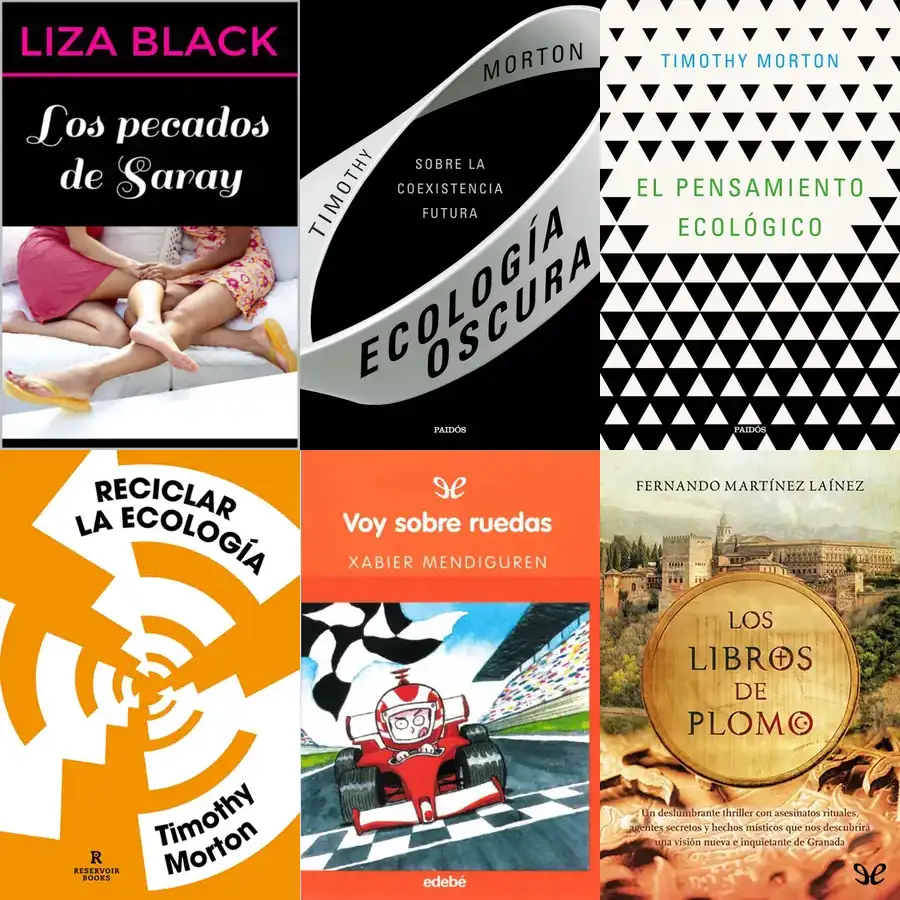 LIZA BLACK
Los pecados
de Saray
TIMOTHY
MORTON
SOBRE LA
COEXISTENCIA
FUTURA
ECOLOGÍA
OSCURA
PAIDÓS
TIMOTHY MORTON
EL PENSAMIENTO
ECOLÓGICO
PAIDÓS
RECICLAR
LA ECOLOGÍA
Timothy
Morton
R
RESERVOIR
BOOKS
Voy sobre ruedas
XABIER MENDIGUREN
edebé
FERNANDO MARTÍNEZ LAÍNEZ
LOS
LIBROS
DE
PLOMO
Un deslumbrante thriller con asesinatos rituales,
agentes secretos y hechos místicos que nos descubrirá
una visión nueva e inquietante de Granada